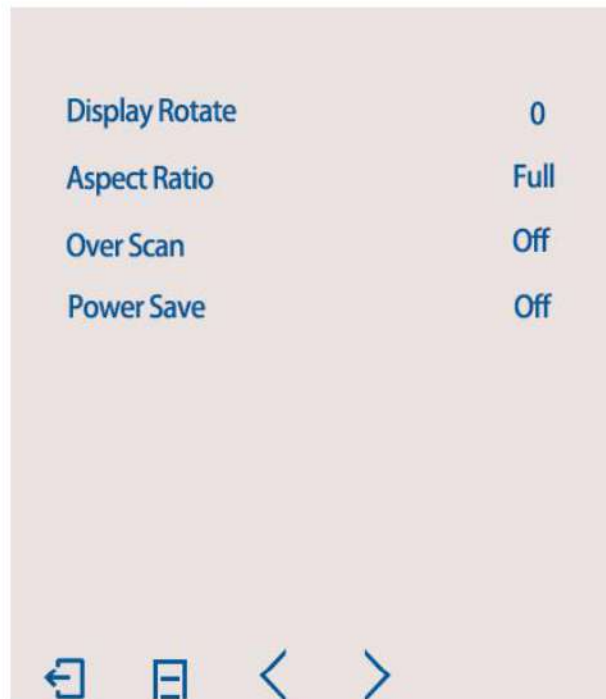 Display Rotate 0
Aspect Ratio Full
Over Scan Off
Power Save Off